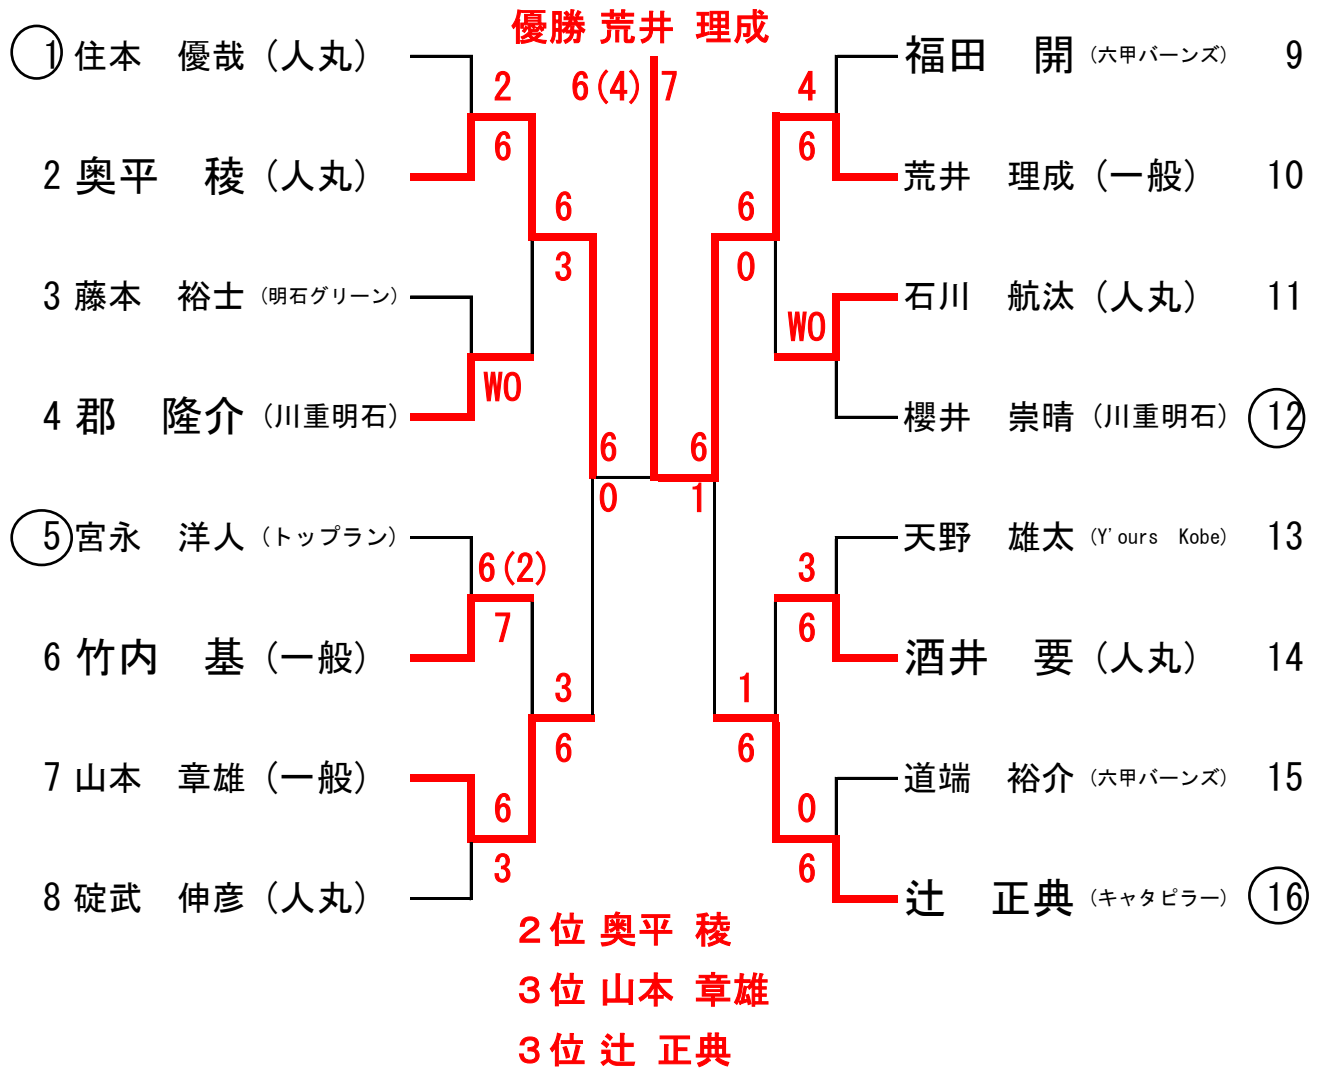 優勝 荒井 理成
1 住本 優哉 (人丸)
福田 開 (六甲バーンズ) 9
2 6(4) 7 4
6 6
2 奥平 稜 (人丸)
荒井 理成 (一般) 10
6 6
3 0
3 藤本 裕士 (明石グリーン)
石川 航汰 (人丸) 11
WO
WO
4 郡 隆介 (川重明石)
櫻井 崇晴 (川重明石) 12
6 6
0 1
5 宮永 洋人 (トップラン)
天野 雄太 (Y'ours Kobe) 13
6(2) 3
7 6
6 竹内 基 (一般)
酒井 要 (人丸) 14
3 1
6 6
7 山本 章雄 (一般)
道端 裕介 (六甲バーンズ) 15
6 0
3 6
8 碇武 伸彦 (人丸)
辻 正典 (キャタピラー) 16
2位 奥平 稜
3位 山本 章雄
3位 辻 正典